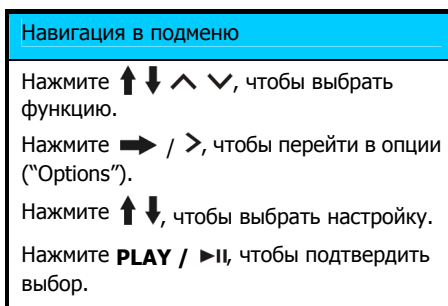 Навигация в подменю
Нажмите ⬆ ⬇ ∧ ∨, чтобы выбрать
функцию.
Нажмите ➡ / >, чтобы перейти в опции
(“Options”).
Нажмите ⬆ ⬇, чтобы выбрать настройку.
Нажмите PLAY / ►II, чтобы подтвердить
выбор.